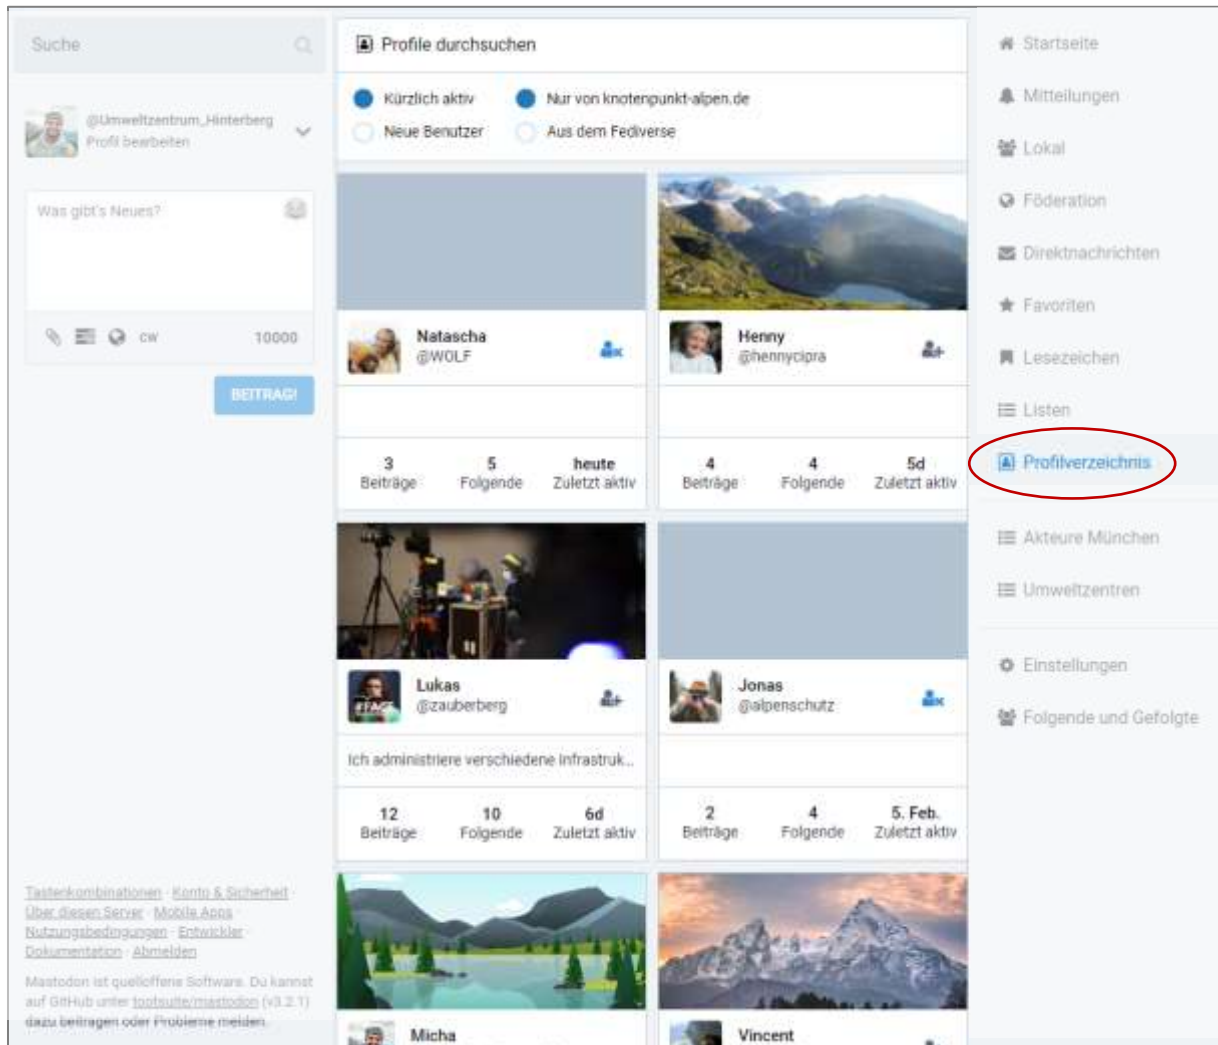 Suche
@Umweltzentrum_Hinterberg
Profil bearbeiten
Was gibt's Neues?
CW
10000
BEITRAG!
Tastenkombinationen · Konto & Sicherheit ·
Über diesen Server · Mobile Apps ·
Nutzungsbedingungen · Entwickler ·
Dokumentation · Abmelden
Mastodon ist quelloffene Software. Du kannst
auf GitHub unter tootsuite/mastodon (v3.2.1)
dazu beitragen oder Probleme melden.
Profile durchsuchen
Kürzlich aktiv
Nur von knotenpunkt-alpen.de
Neue Benutzer
Aus dem Fediverse
Natascha
@WOLF
3 5 heute
Beiträge Folgende Zuletzt aktiv
Henny
@hennycipra
4 4 5d
Beiträge Folgende Zuletzt aktiv
Lukas
@zauberberg
Ich administriere verschiedene Infrastruk...
12 10 6d
Beiträge Folgende Zuletzt aktiv
Jonas
@alpenschutz
2 4 5. Feb.
Beiträge Folgende Zuletzt aktiv
Micha
Vincent
Startseite
Mitteilungen
Lokal
Föderation
Direktnachrichten
Favoriten
Lesezeichen
Listen
Profilverzeichnis
Akteure München
Umweltzentren
Einstellungen
Folgende und Gefolgte